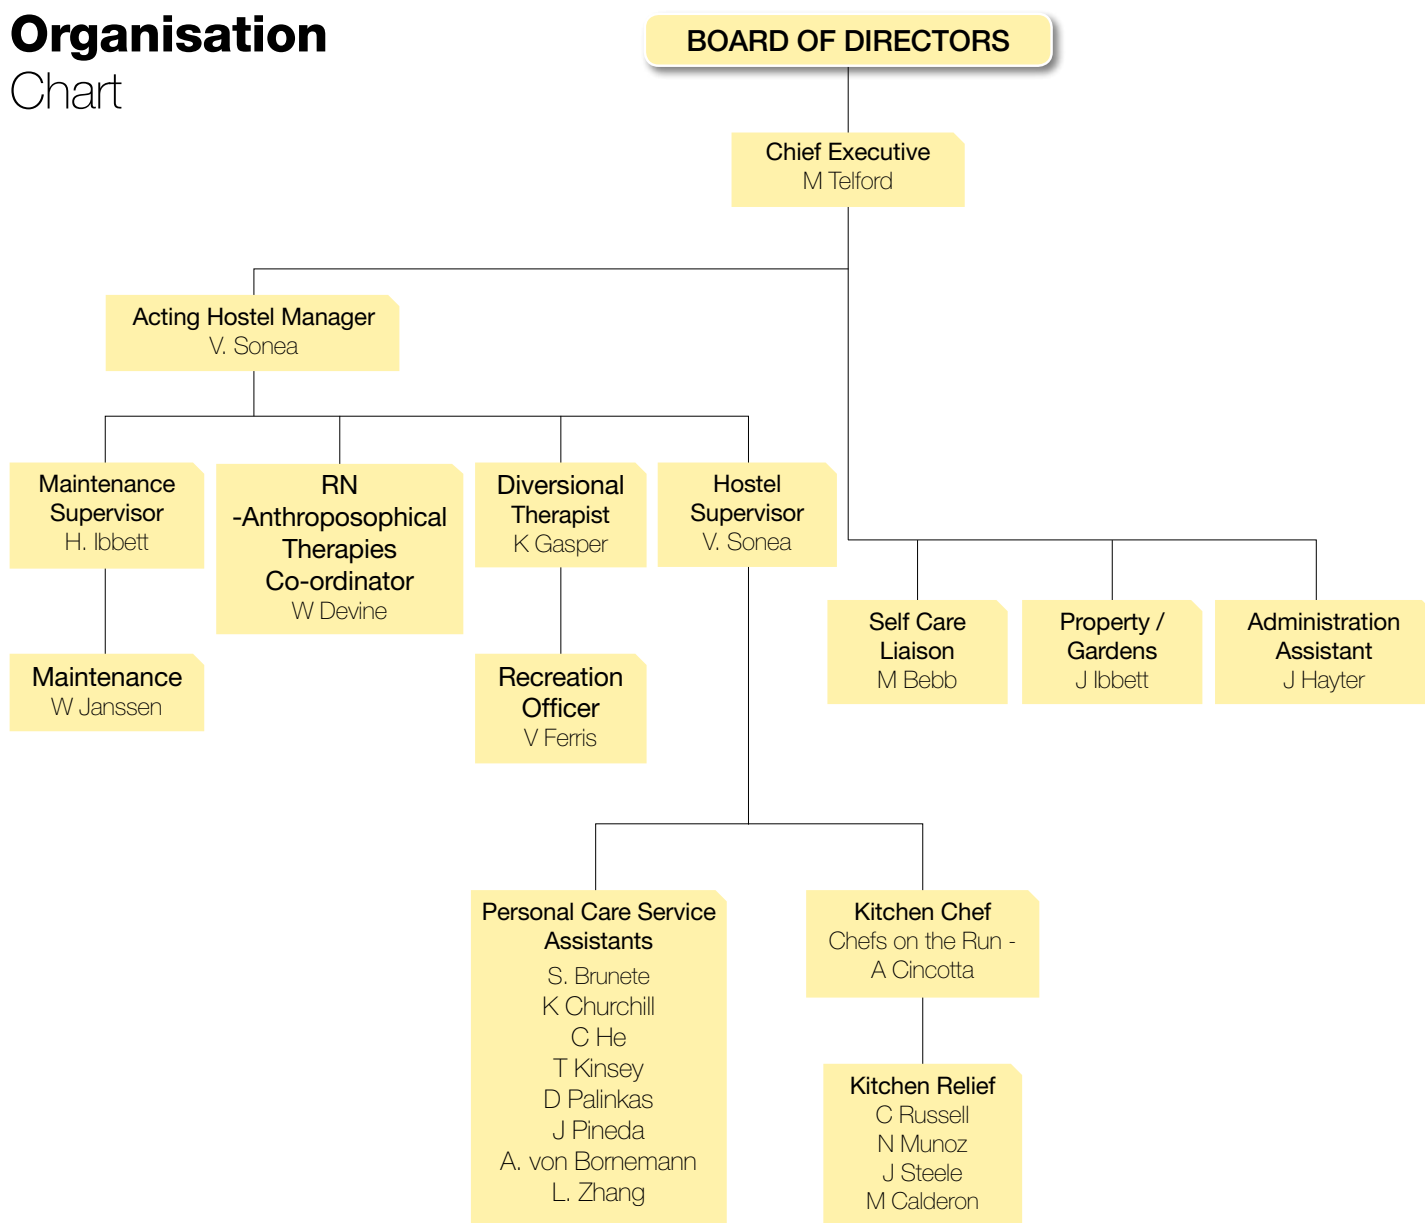 Organisation
Chart
BOARD OF DIRECTORS
Chief Executive
M Telford
Acting Hostel Manager
V. Sonea
Maintenance
Supervisor
H. Ibbett
RN
-Anthroposophical
Therapies
Co-ordinator
W Devine
Diversional
Therapist
K Gasper
Hostel
Supervisor
V. Sonea
Self Care
Liaison
M Bebb
Property /
Gardens
J Ibbett
Administration
Assistant
J Hayter
Maintenance
W Janssen
Recreation
Officer
V Ferris
Personal Care Service
Assistants
S. Brunete
K Churchill
C He
T Kinsey
D Palinkas
J Pineda
A. von Bornemann
L. Zhang
Kitchen Chef
Chefs on the Run -
A Cincotta
Kitchen Relief
C Russell
N Munoz
J Steele
M Calderon